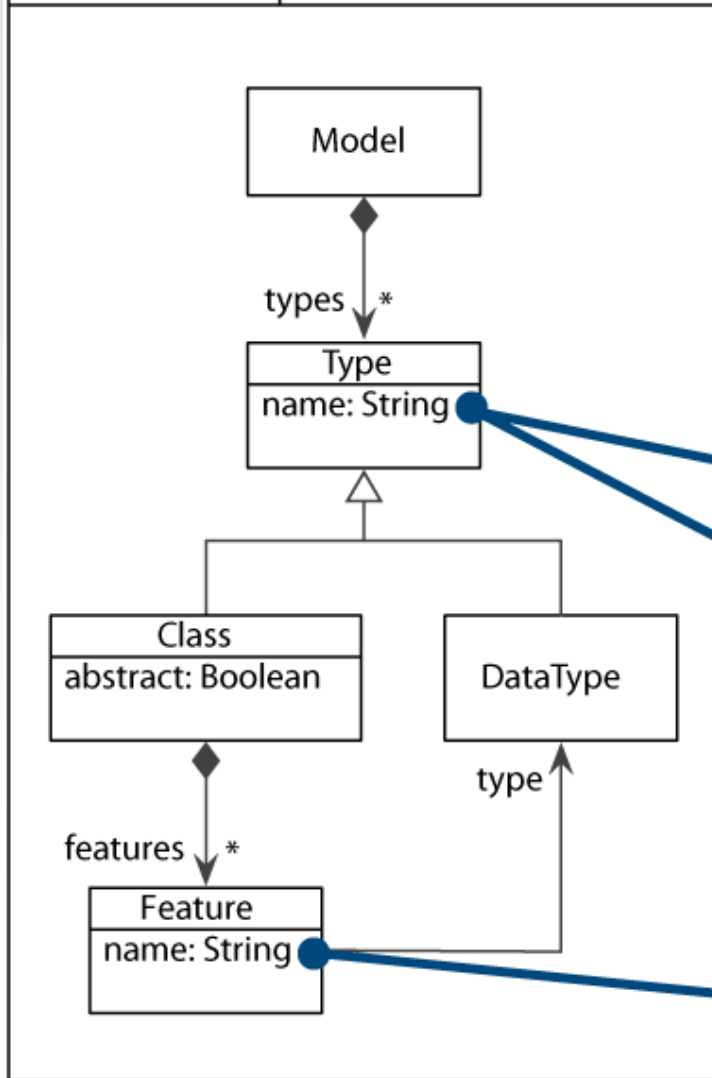 Model
types *
Type
name: String
Class
abstract: Boolean
DataType
type
features *
Feature
name: String